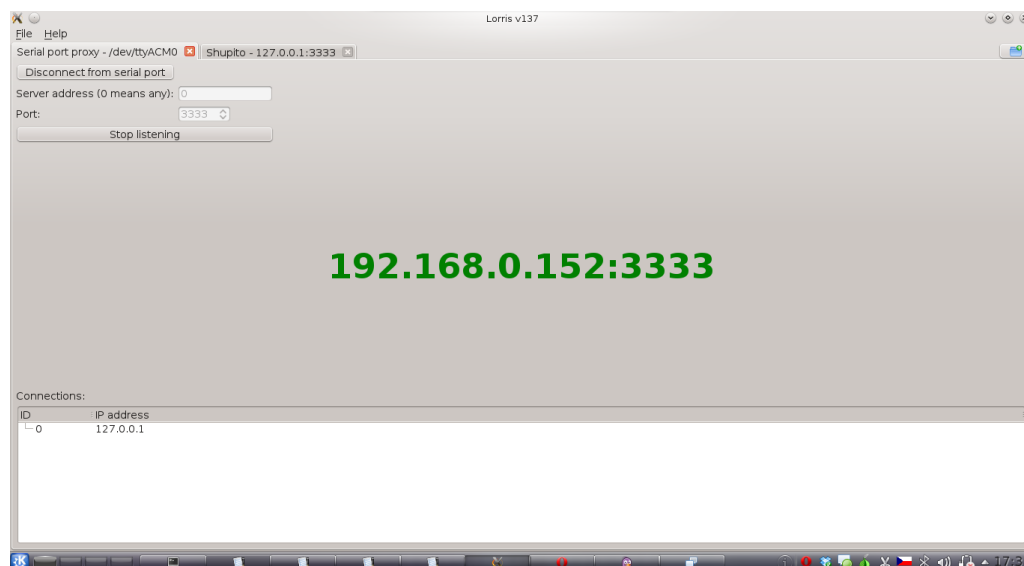 Lorris v137
File Help
Serial port proxy - /dev/ttyACM0 Shupito - 127.0.0.1:3333
Disconnect from serial port
Server address (0 means any): 0
Port: 3333
Stop listening
192.168.0.152:3333
Connections:
ID IP address
0 127.0.0.1